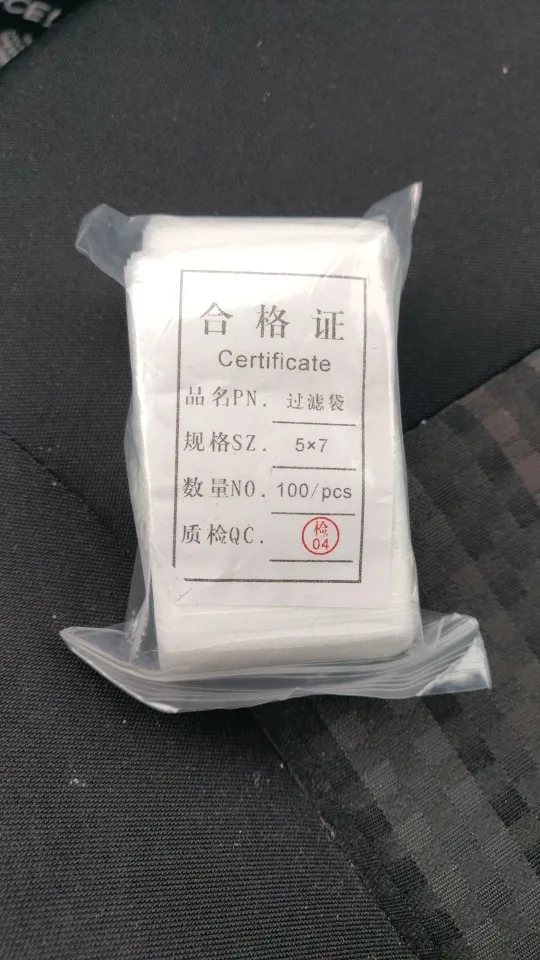 合格证
Certificate
品名PN. 过滤袋
规格SZ. 5×7
数量NO. 100/pcs
质检QC. 检
04